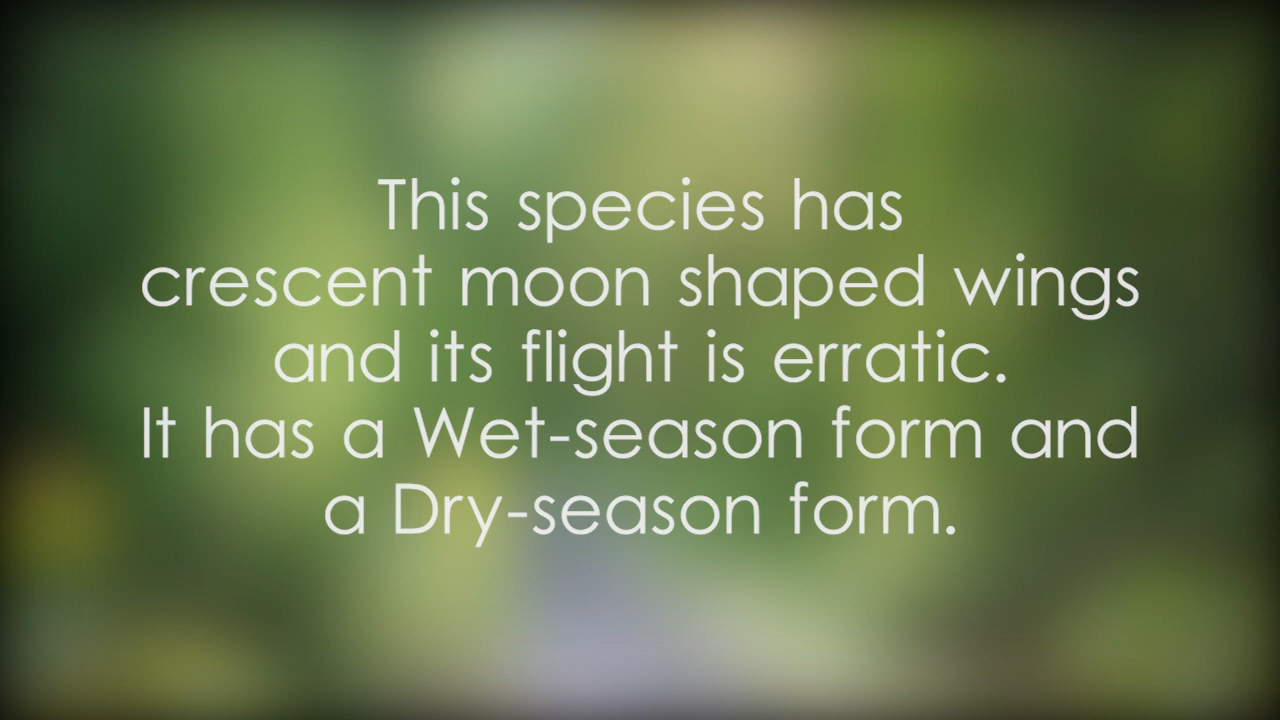 This species has
crescent moon shaped wings
and its flight is erratic.
It has a Wet-season form and
a Dry-season form.